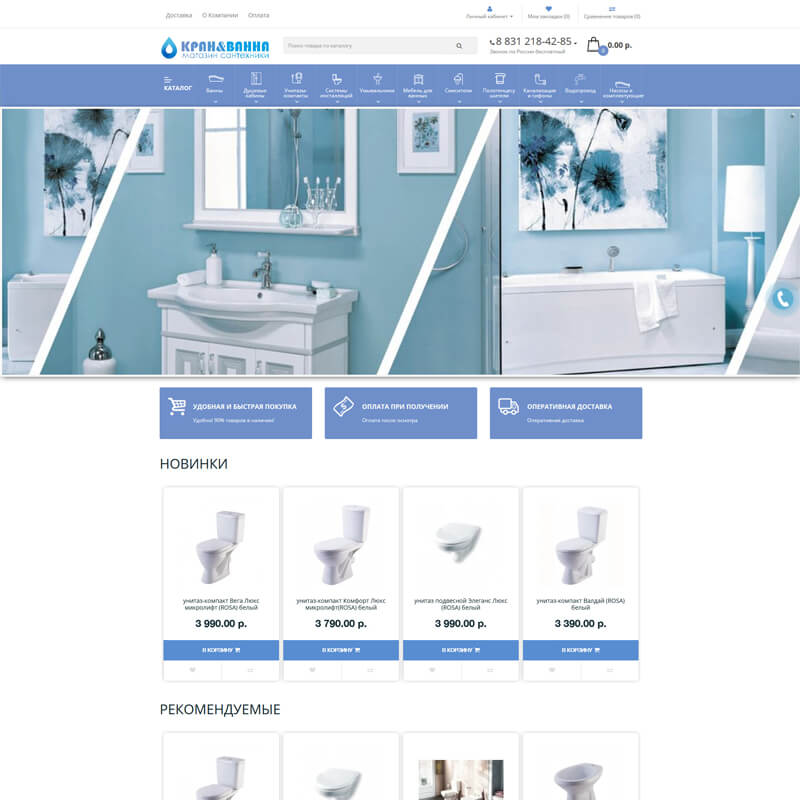 Доставка О Компании Оплата
Личный кабинет Мои закладки (0) Сравнение товаров (0)
КРАН&ВАННА
магазин сантехники
Поиск товара по каталогу
8 831 218-42-85
Звонок по России бесплатный
0
0.00 р.
КАТАЛОГ
Ванны
Душевые кабины
Унитазы-компакты
Системы инсталляций
Умывальники
Мебель для ванных
Смесители
Полотенцесушители
Канализация и сифоны
Водопровод
Насосы и комплектующие
УДОБНАЯ И БЫСТРАЯ ПОКУПКА
Удобно! 90% товаров в наличии!
ОПЛАТА ПРИ ПОЛУЧЕНИИ
Оплата после осмотра
ОПЕРАТИВНАЯ ДОСТАВКА
Оперативная доставка
НОВИНКИ
унитаз-компакт Вега Люкс
микролифт (ROSA) белый
3 990.00 р.
В КОРЗИНУ
унитаз-компакт Комфорт Люкс
микролифт(ROSA) белый
3 790.00 р.
В КОРЗИНУ
унитаз подвесной Элеганс Люкс
(ROSA) белый
3 990.00 р.
В КОРЗИНУ
унитаз-компакт Валдай (ROSA)
белый
3 390.00 р.
В КОРЗИНУ
РЕКОМЕНДУЕМЫЕ